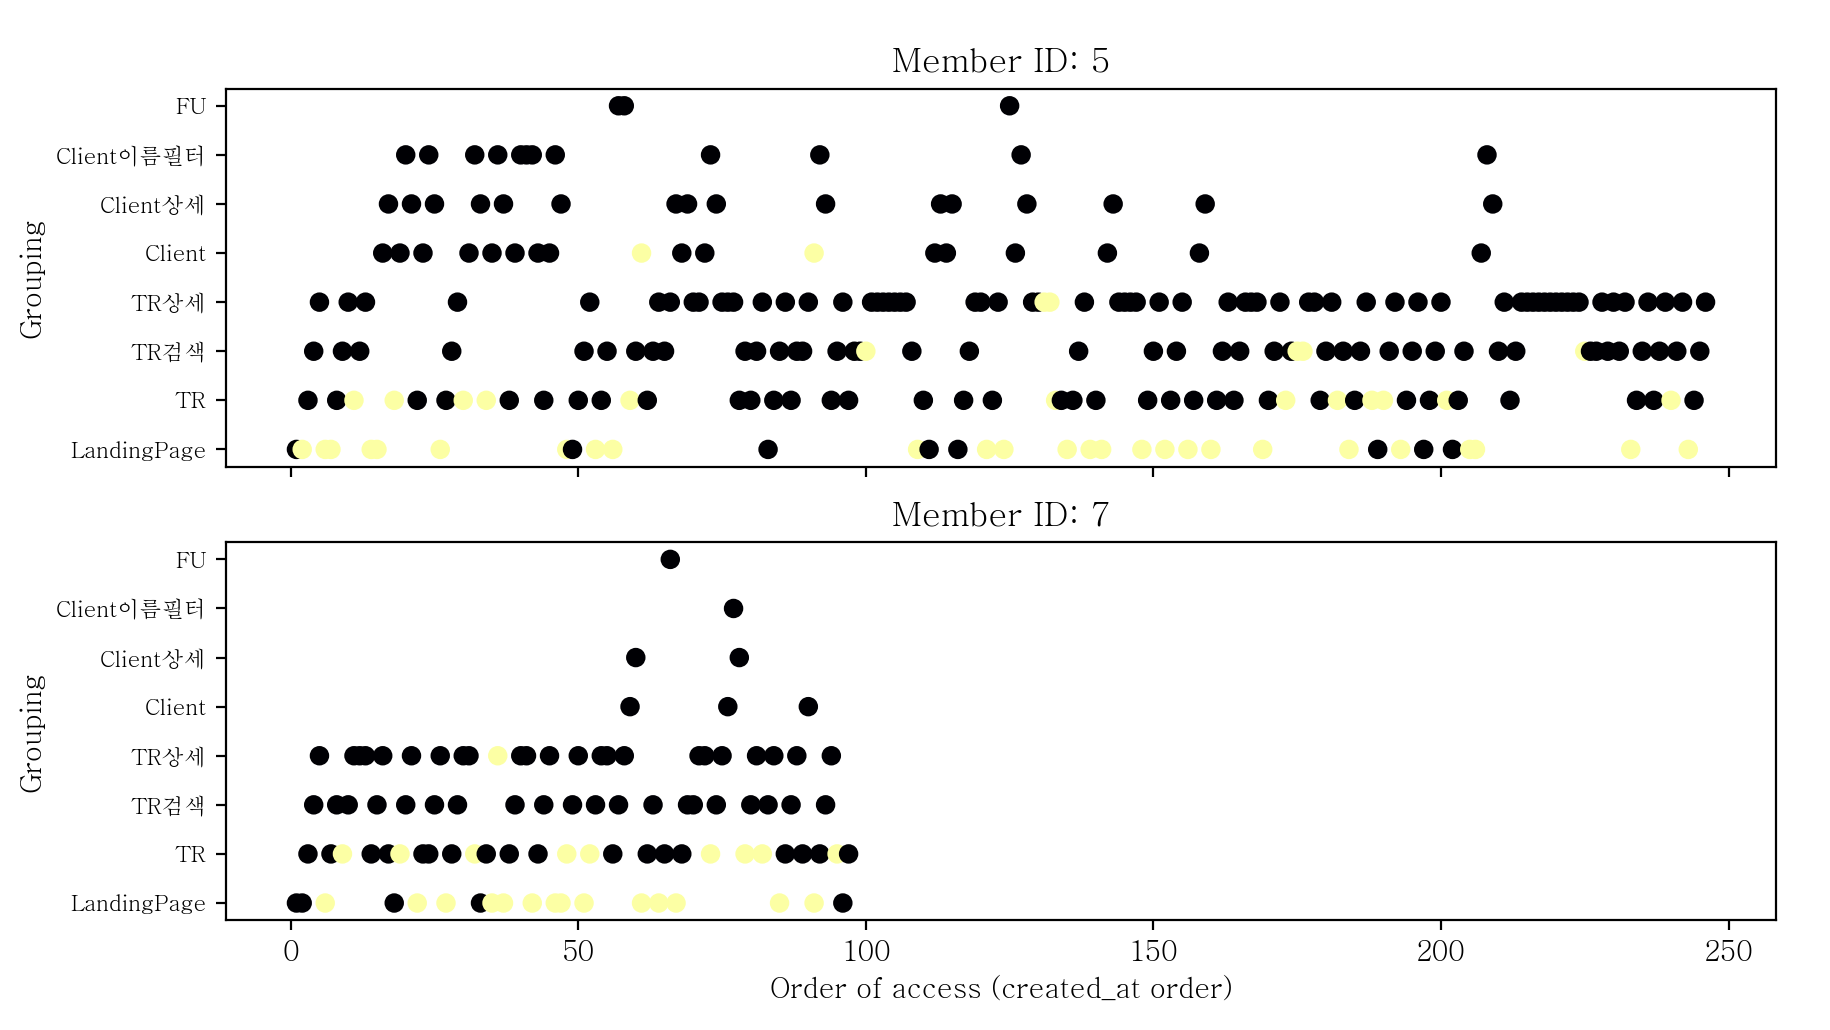 Member ID: 5
Grouping
FU
Client이름필터
Client상세
Client
TR상세
TR검색
TR
LandingPage
Member ID: 7
Grouping
FU
Client이름필터
Client상세
Client
TR상세
TR검색
TR
LandingPage
0 50 100 150 200 250
Order of access (created_at order)